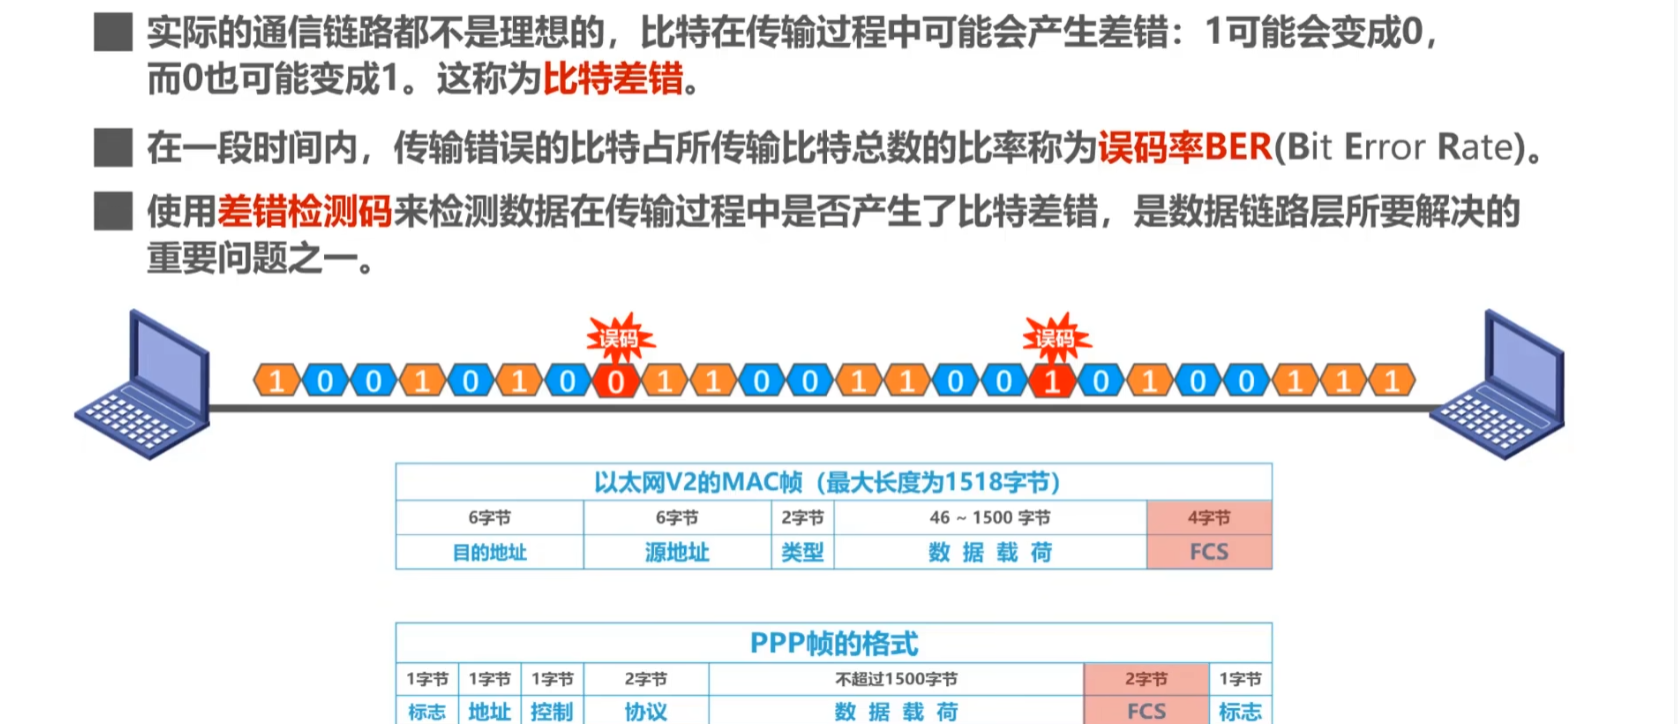 实际的通信链路都不是理想的，比特在传输过程中可能会产生差错：1可能会变成0，
而0也可能变成1。这称为比特差错。
在一段时间内，传输错误的比特占所传输比特总数的比率称为误码率BER(Bit Error Rate)。
使用差错检测码来检测数据在传输过程中是否产生了比特差错，是数据链路层所要解决的
重要问题之一。
误码 误码
1 0 0 1 0 1 0 0 1 1 0 0 1 1 0 0 1 0 1 0 0 1 1 1
以太网V2的MAC帧（最大长度为1518字节）
6字节 6字节 2字节 46 ~ 1500 字节 4字节
目的地址 源地址 类型 数 据 载 荷 FCS
PPP帧的格式
1字节 1字节 1字节 2字节 不超过1500字节 2字节 1字节
标志 地址 控制 协议 数 据 载 荷 FCS 标志